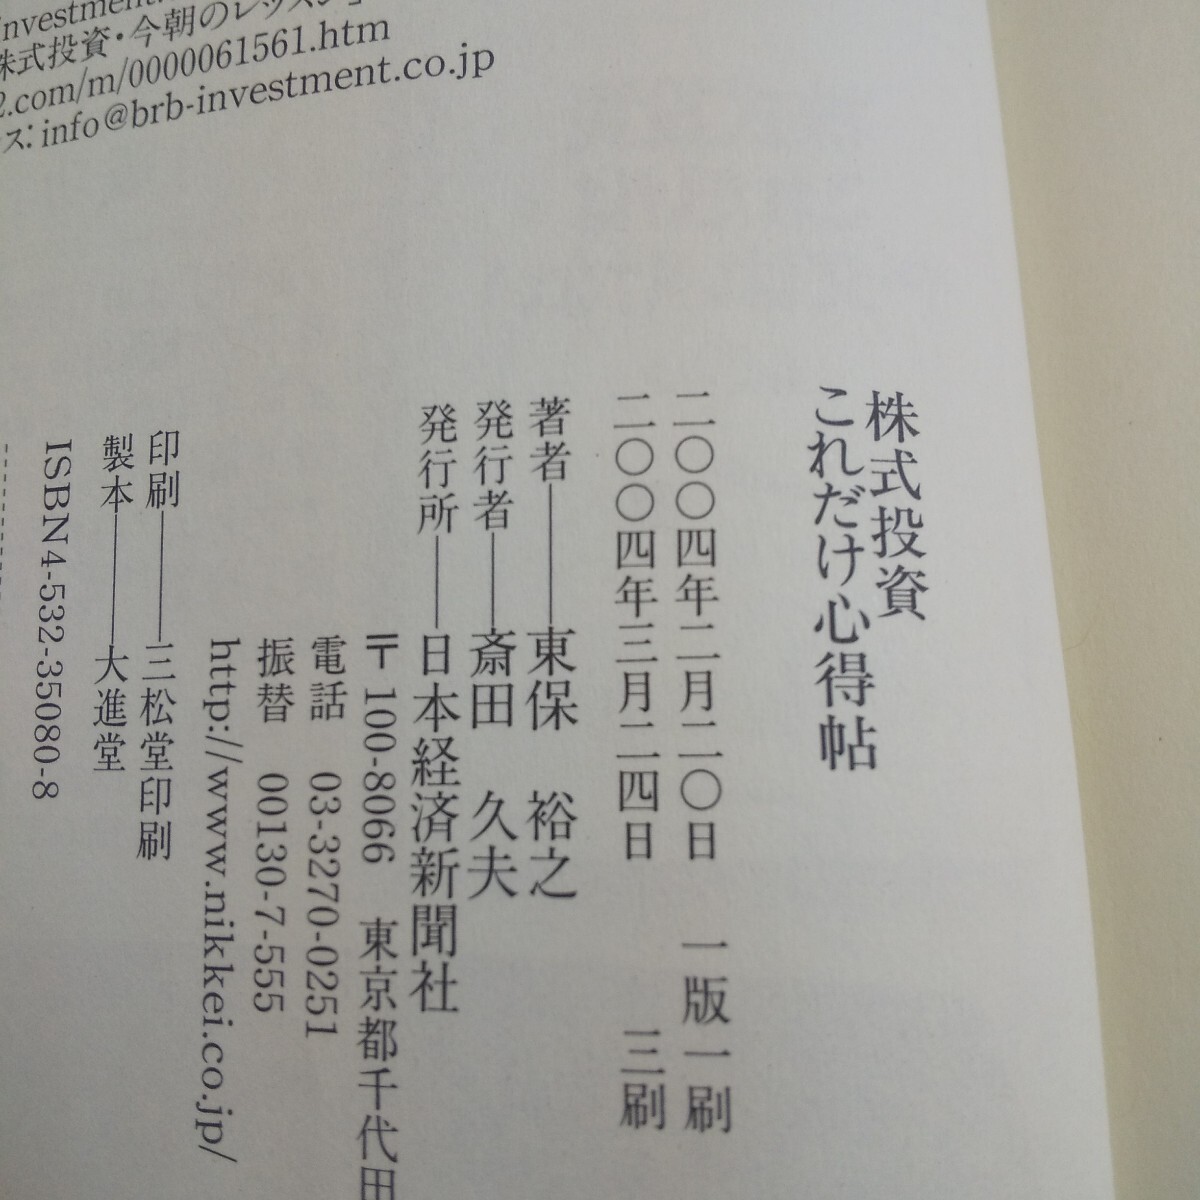 investment.
株式投資・今朝のレッスン」
2.com/m/0000061561.htm
ス：info@brb-investment.co.jp
株式投資
これだけ心得帖
二〇〇四年二月二〇日　一版一刷
二〇〇四年三月二四日　三刷
著者――東保　裕之
発行者――斎田　久夫
発行所――日本経済新聞社
〒100-8066　東京都千代田
電話　03-3270-0251
振替　00130-7-555
http://www.nikkei.co.jp/
印刷――三松堂印刷
製本――大進堂
ISBN4-532-35080-8